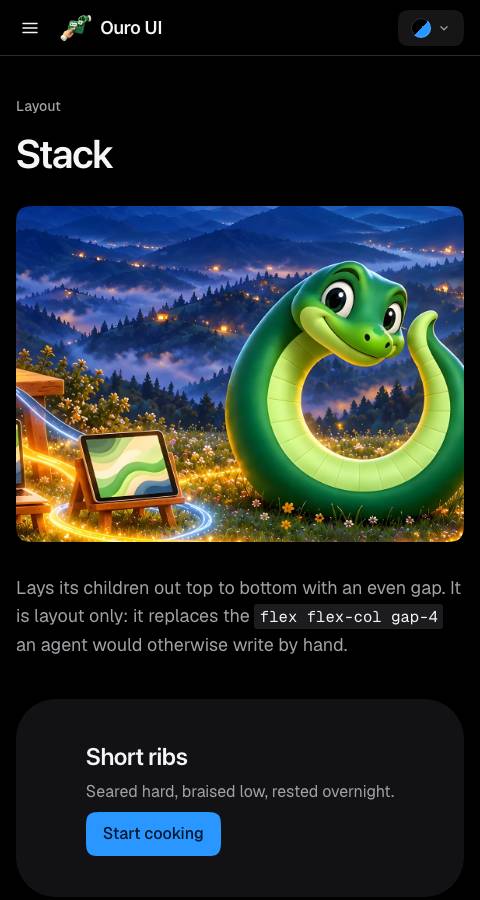 Ouro UI
Layout
Stack
Lays its children out top to bottom with an even gap. It
is layout only: it replaces the flex flex-col gap-4
an agent would otherwise write by hand.
Short ribs
Seared hard, braised low, rested overnight.
Start cooking